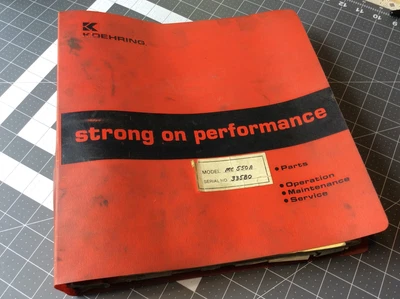 KOEHRING
strong on performance
MODEL MC 550A
SERIAL NO. 33580
• Parts
• Operation
• Maintenance
• Service